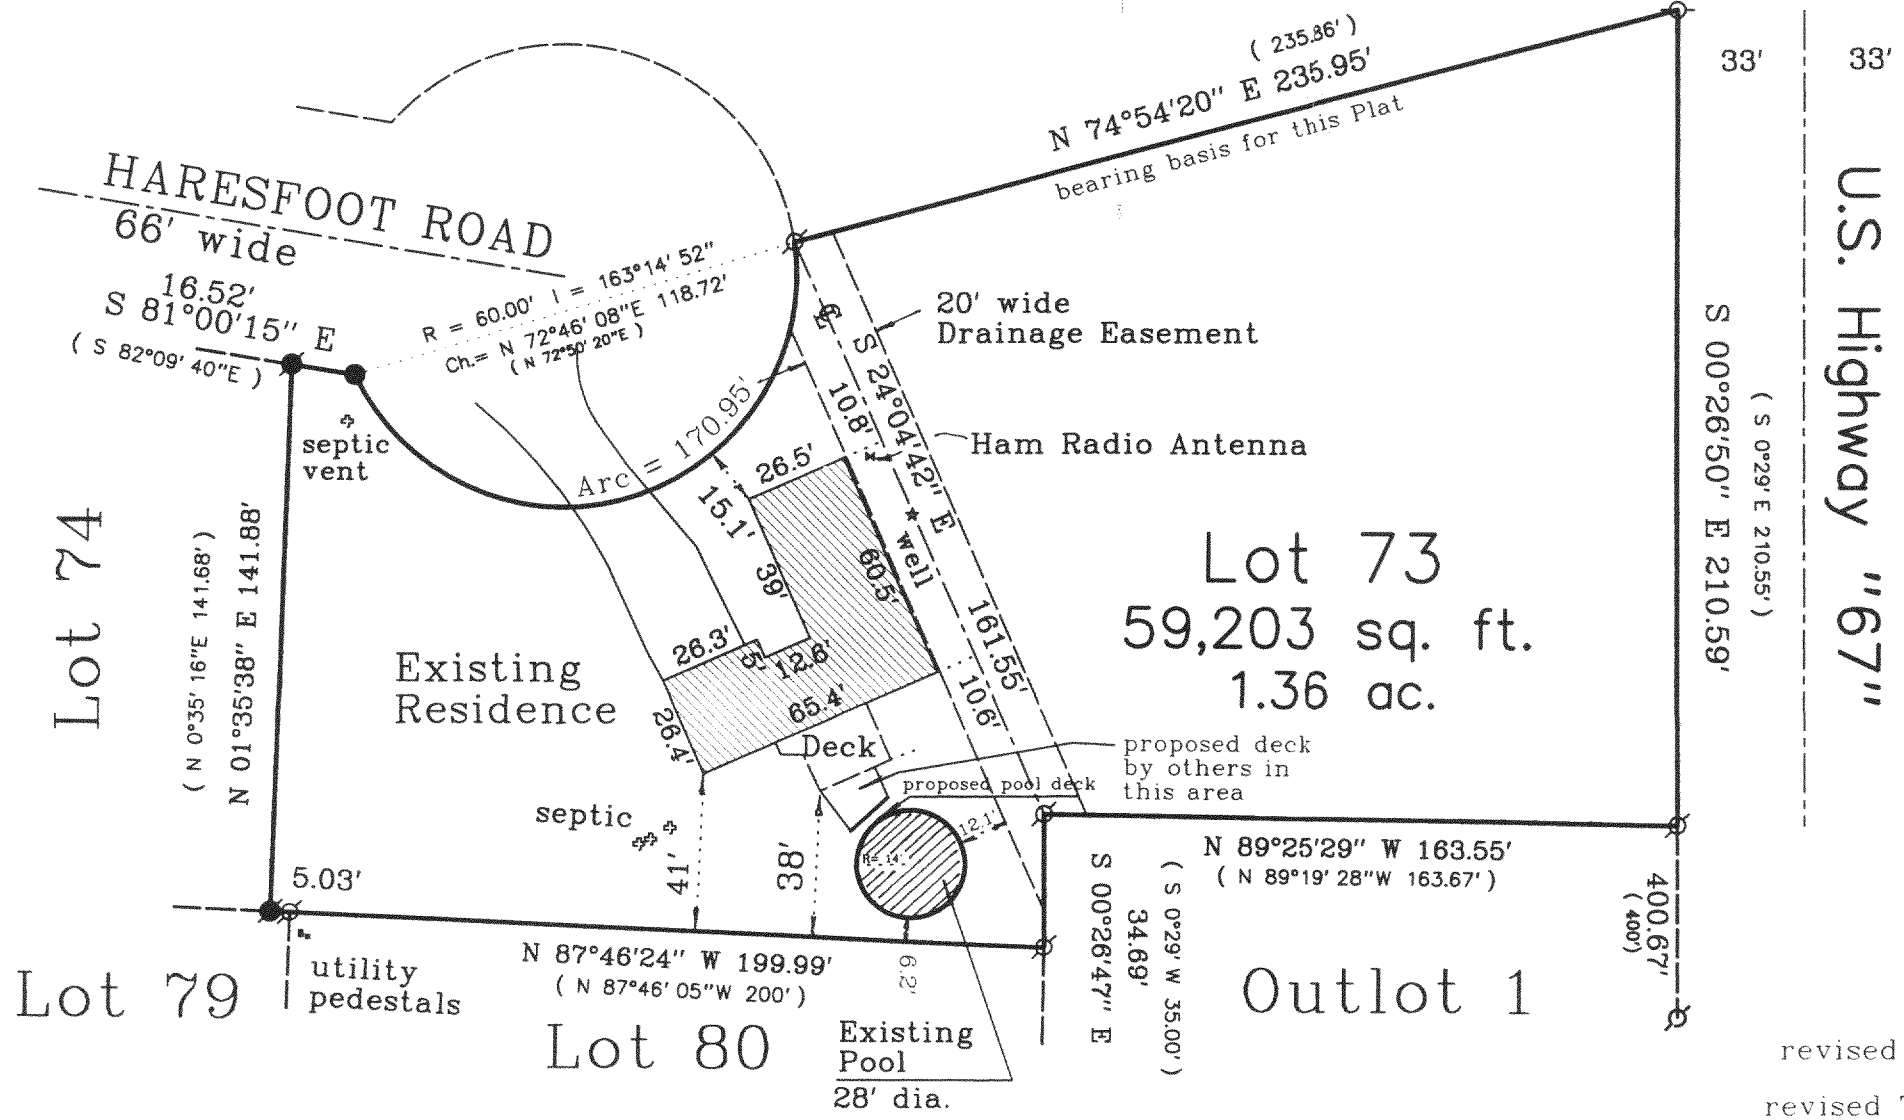 ( 235.86' )
N 74°54'20" E 235.95'
bearing basis for this Plat
33'
33'
HARESFOOT ROAD
66' wide
16.52'
S 81°00'15" E
( S 82°09' 40"E )
R = 60.00' I = 163°14' 52"
Ch.= N 72°46' 08"E 118.72'
( N 72°50' 20"E )
Arc = 170.95'
20' wide
Drainage Easement
S 24°04'42" E
161.55'
10.8'
Ham Radio Antenna
septic
vent
26.5'
15.1'
39'
60.5'
well
26.3'
5'
12.6'
65.4'
26.4'
10.6'
Existing
Residence
Deck
Lot 73
59,203 sq. ft.
1.36 ac.
S 00°26'50" E 210.59'
( S 0°29' E 210.55' )
U.S. Highway "67"
Lot 74
( N 0°35' 16"E 141.68' )
N 01°35'38" E 141.88'
proposed deck
by others in
this area
proposed pool deck
12.1'
R= 14'
septic
41'
38'
5.03'
N 89°25'29" W 163.55'
( N 89°19' 28"W 163.67' )
N 87°46'24" W 199.99'
( N 87°46' 05"W 200' )
6.2'
S 00°26'47" E
34.69'
( S 0°29' W 35.00' )
400.67'
( 400')
utility
pedestals
Lot 79
Lot 80
Outlot 1
Existing
Pool
28' dia.
revised
revised